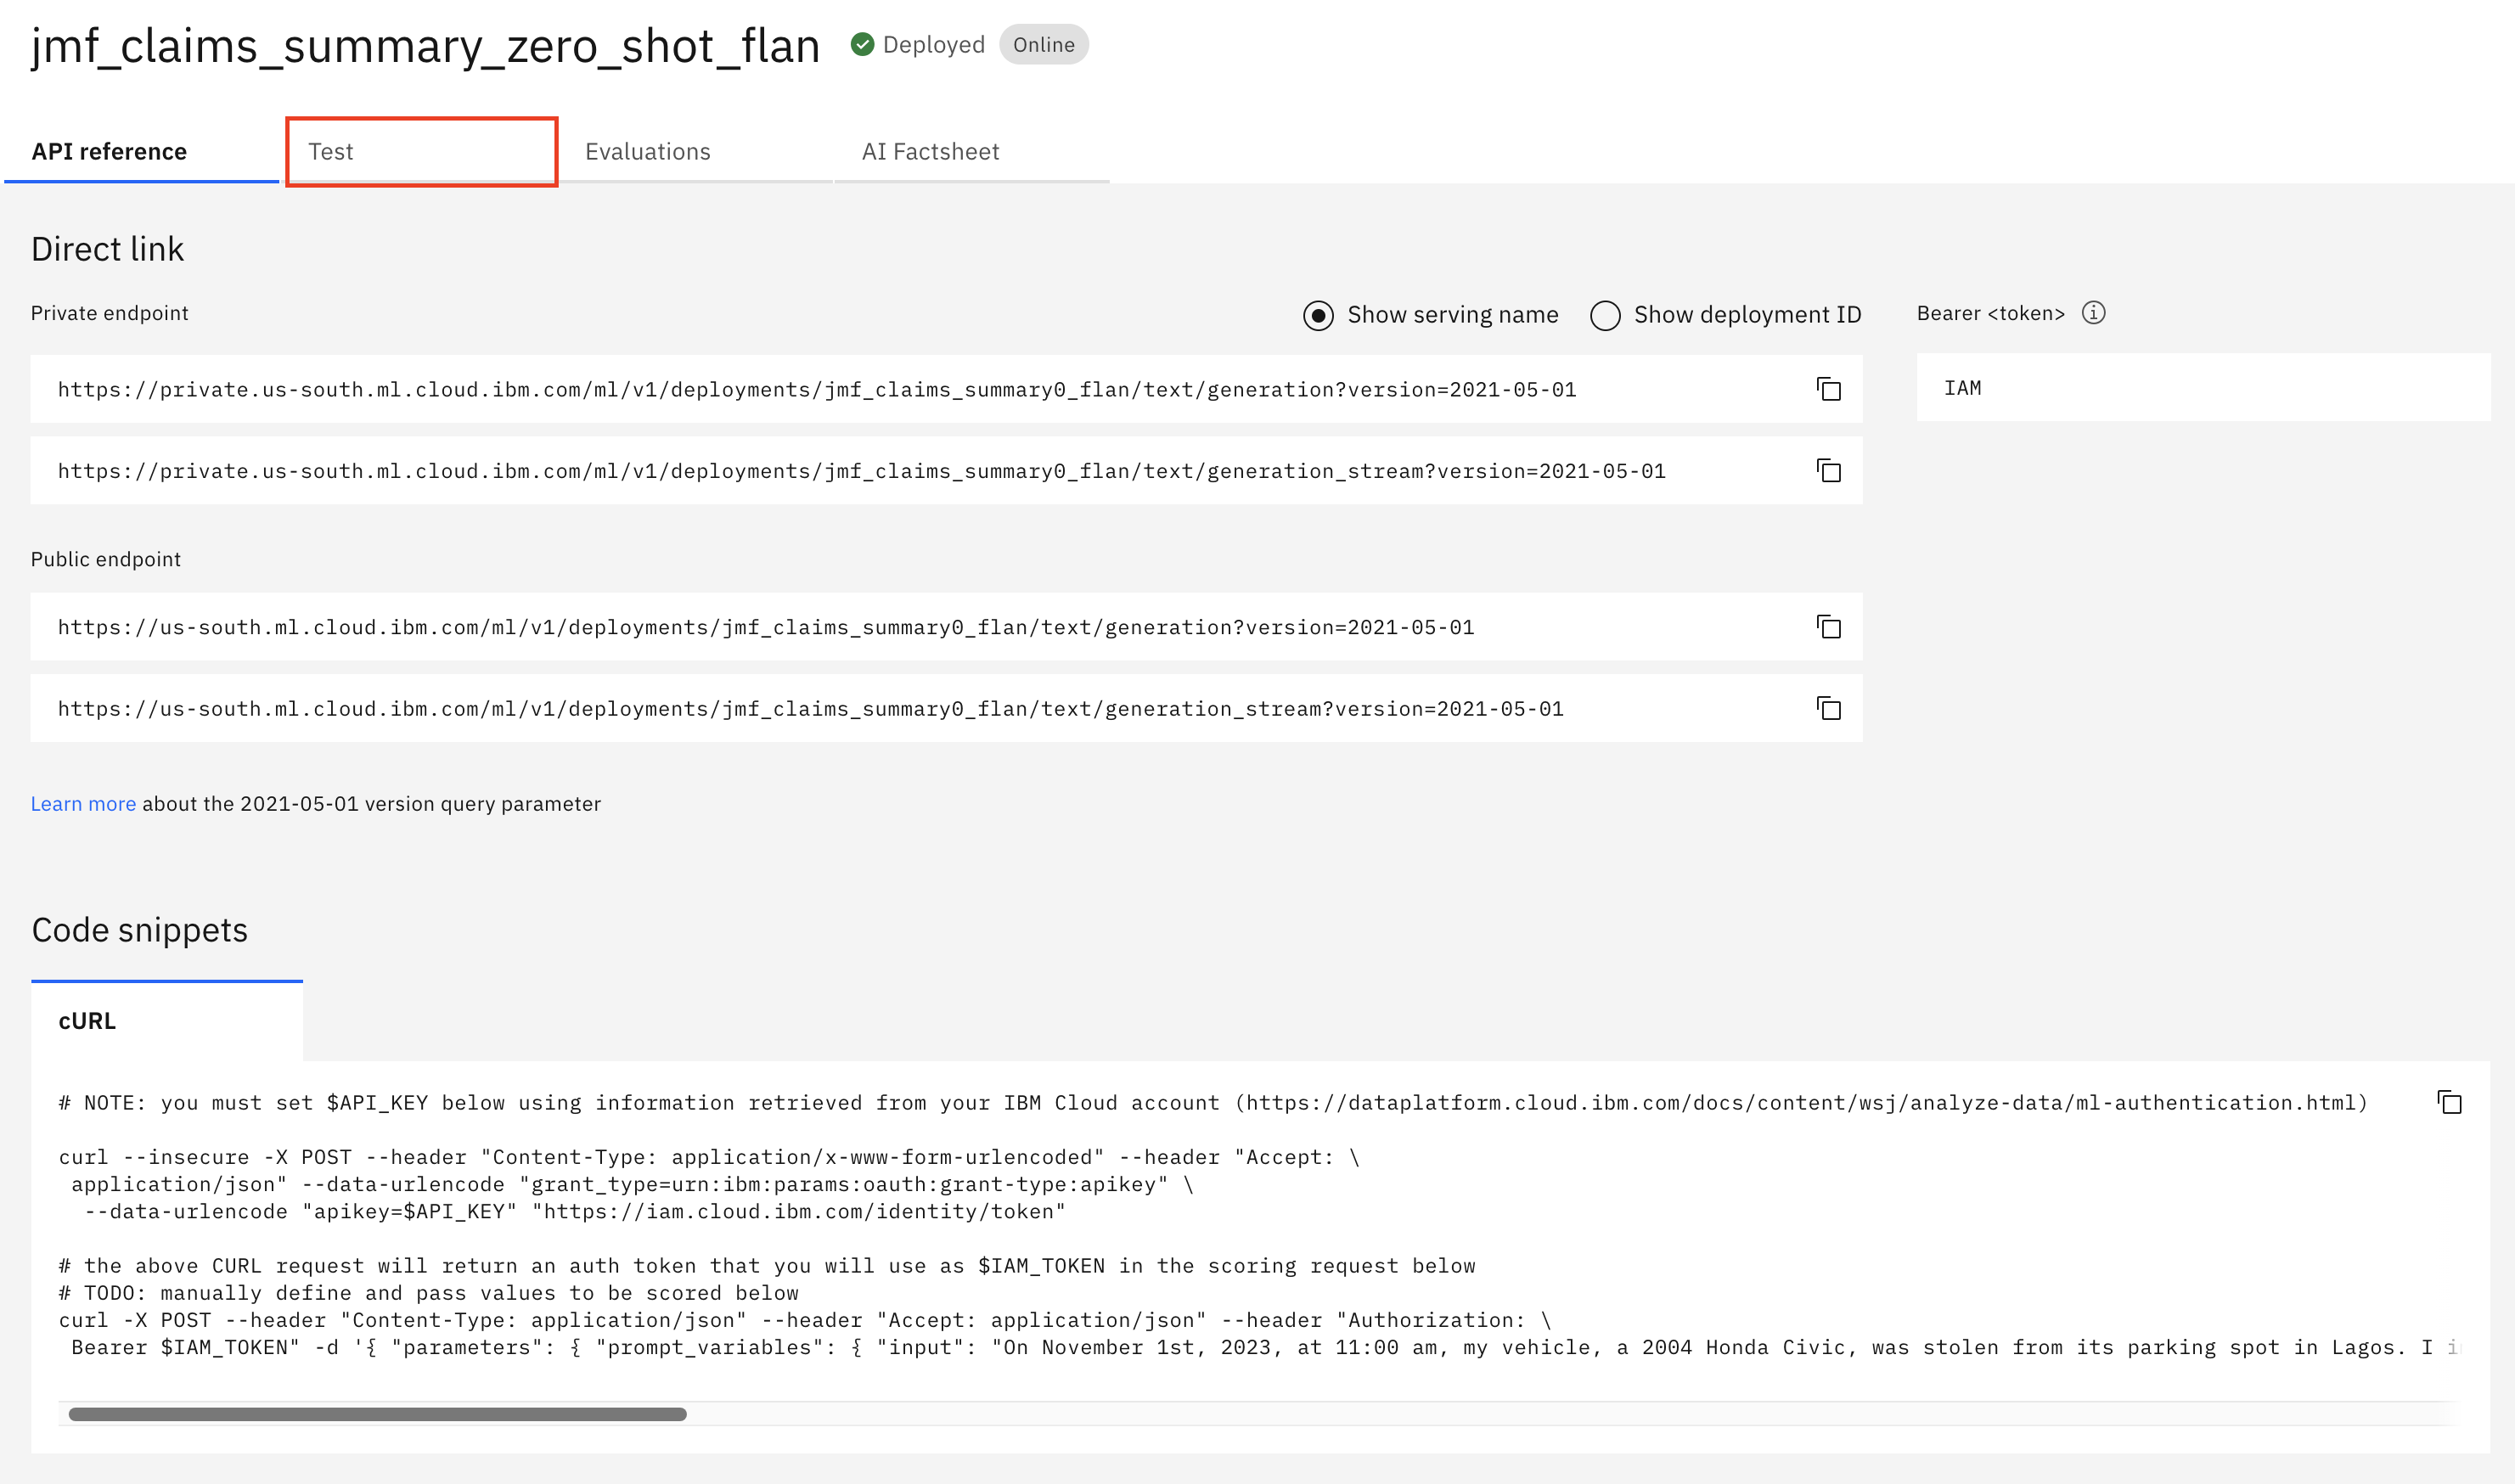 jmf_claims_summary_zero_shot_flan Deployed Online
API reference Test Evaluations AI Factsheet
Direct link
Private endpoint Show serving name Show deployment ID Bearer <token>
https://private.us-south.ml.cloud.ibm.com/ml/v1/deployments/jmf_claims_summary0_flan/text/generation?version=2021-05-01
IAM
https://private.us-south.ml.cloud.ibm.com/ml/v1/deployments/jmf_claims_summary0_flan/text/generation_stream?version=2021-05-01
Public endpoint
https://us-south.ml.cloud.ibm.com/ml/v1/deployments/jmf_claims_summary0_flan/text/generation?version=2021-05-01
https://us-south.ml.cloud.ibm.com/ml/v1/deployments/jmf_claims_summary0_flan/text/generation_stream?version=2021-05-01
Learn more about the 2021-05-01 version query parameter
Code snippets
cURL
# NOTE: you must set $API_KEY below using information retrieved from your IBM Cloud account (https://dataplatform.cloud.ibm.com/docs/content/wsj/analyze-data/ml-authentication.html)
curl --insecure -X POST --header "Content-Type: application/x-www-form-urlencoded" --header "Accept: \
application/json" --data-urlencode "grant_type=urn:ibm:params:oauth:grant-type:apikey" \
--data-urlencode "apikey=$API_KEY" "https://iam.cloud.ibm.com/identity/token"
# the above CURL request will return an auth token that you will use as $IAM_TOKEN in the scoring request below
# TODO: manually define and pass values to be scored below
curl -X POST --header "Content-Type: application/json" --header "Accept: application/json" --header "Authorization: \
Bearer $IAM_TOKEN" -d '{ "parameters": { "prompt_variables": { "input": "On November 1st, 2023, at 11:00 am, my vehicle, a 2004 Honda Civic, was stolen from its parking spot in Lagos. I